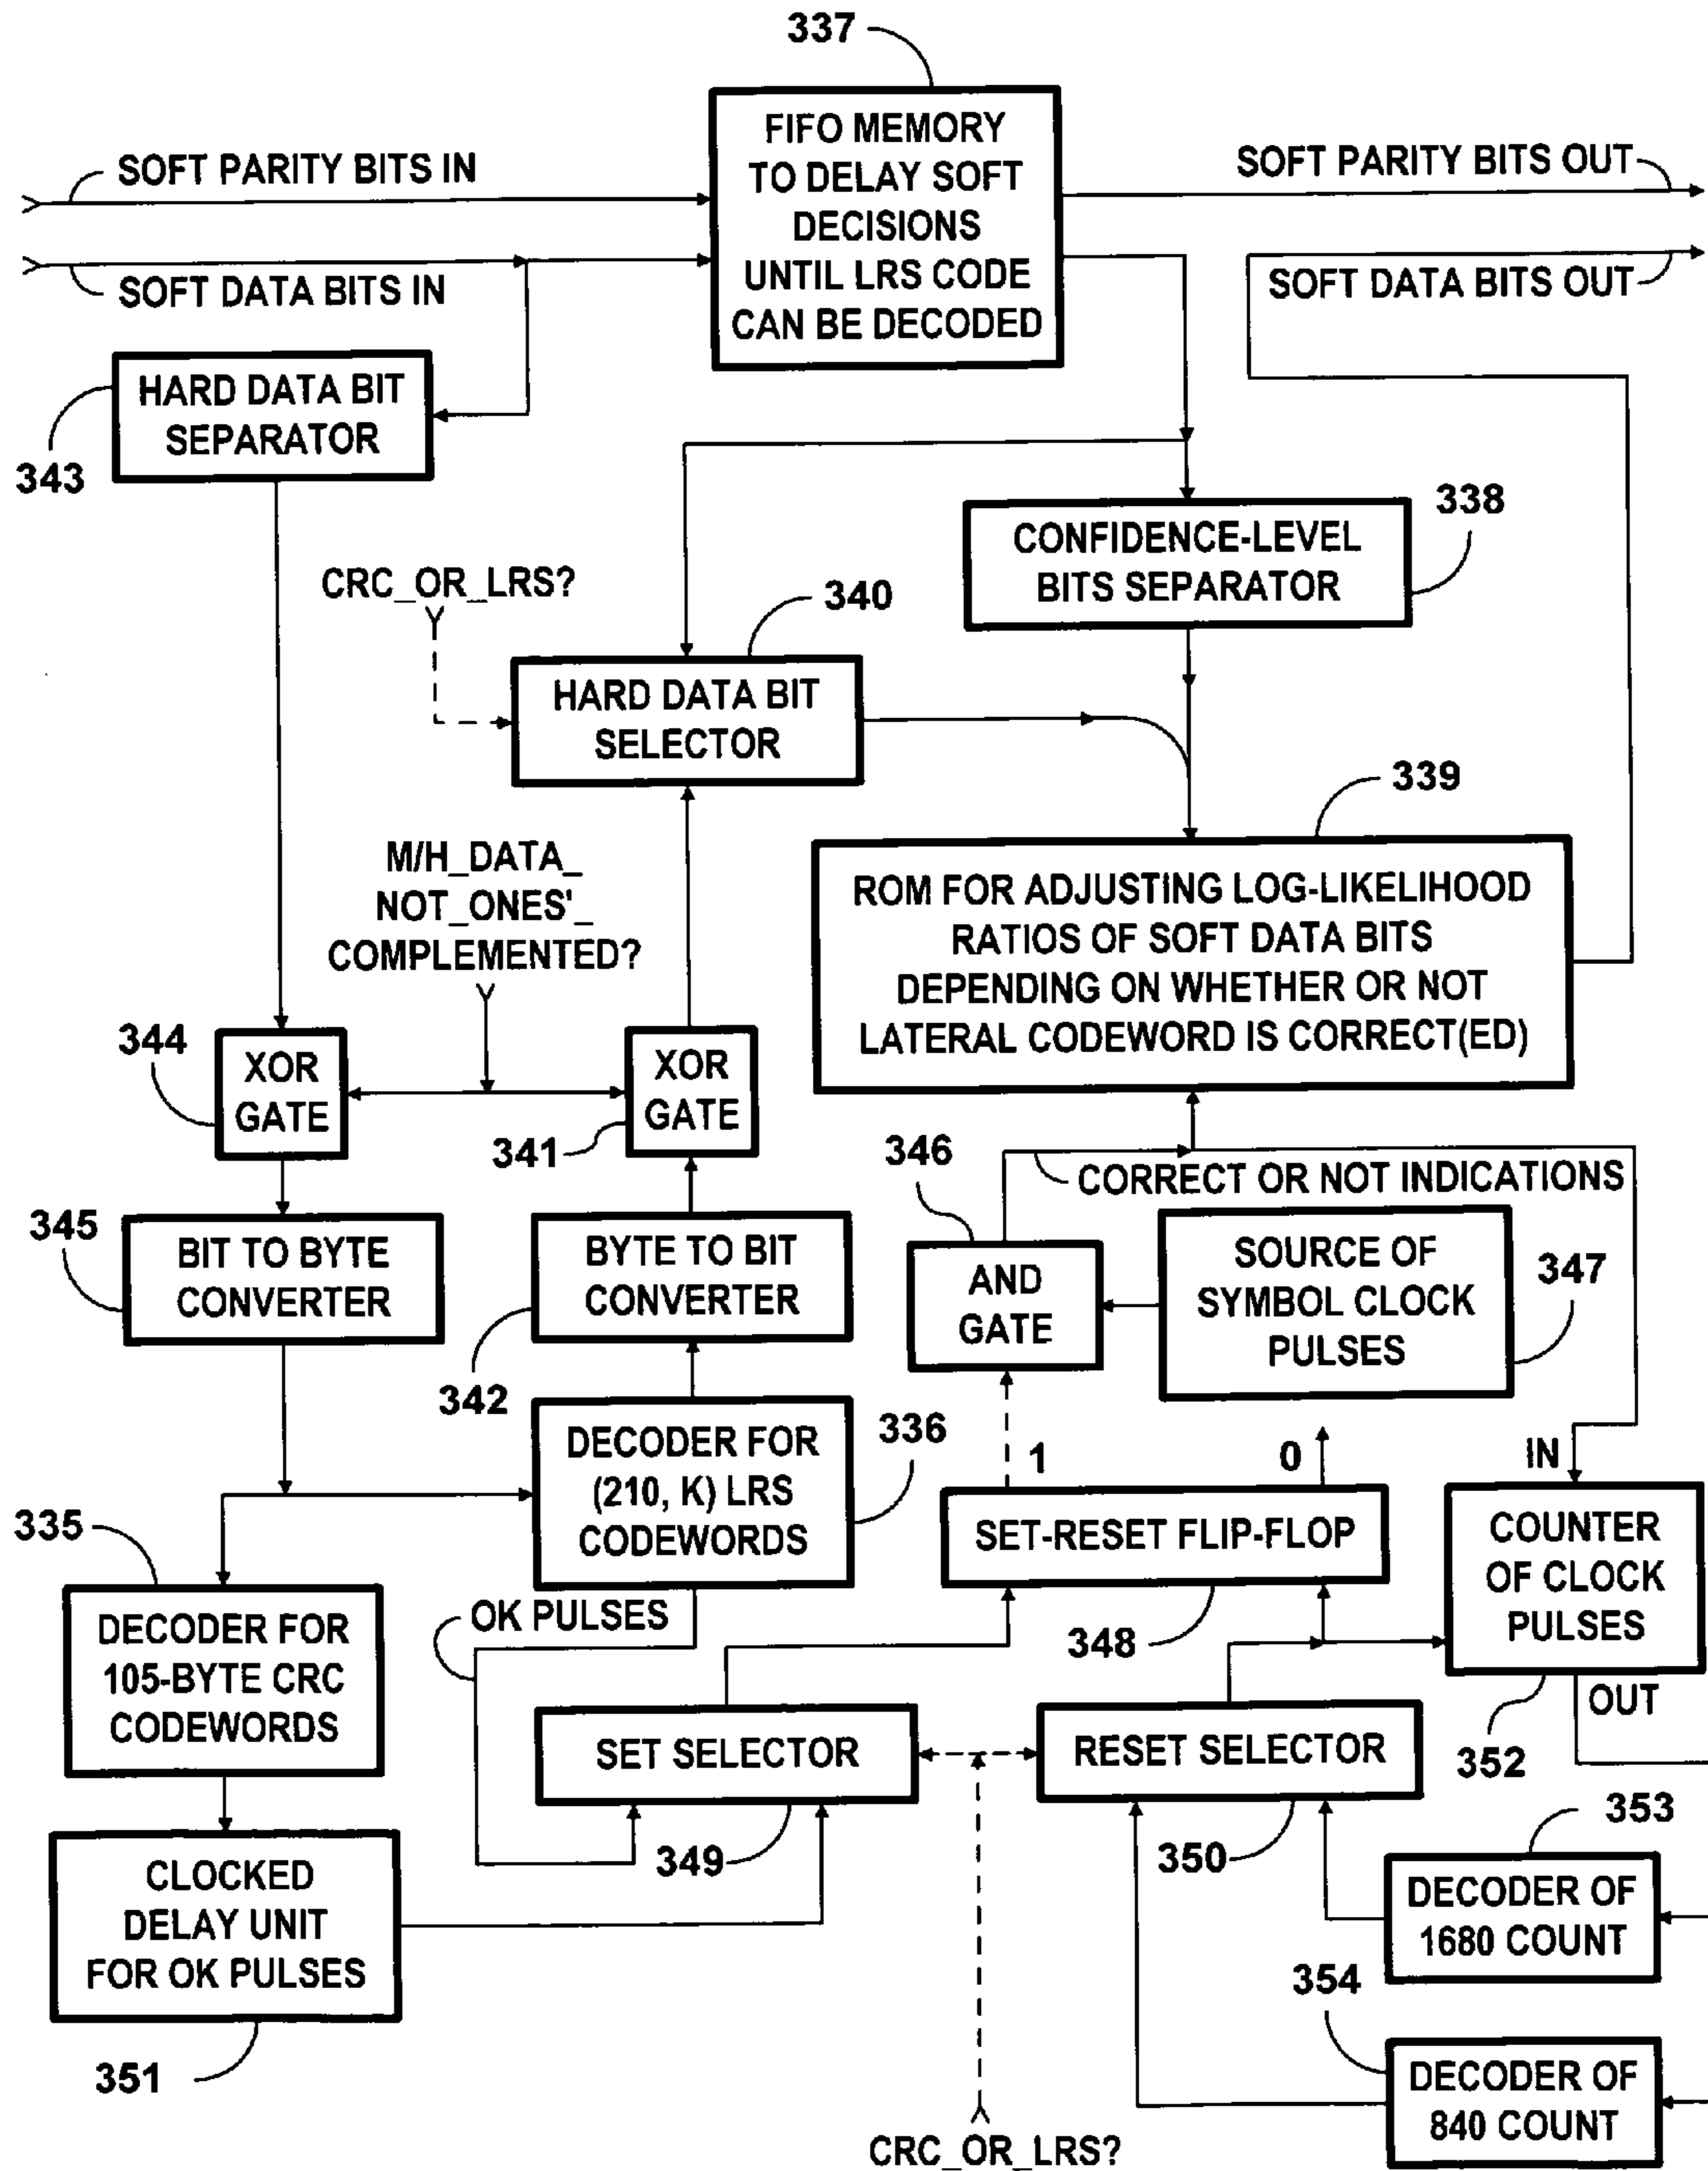 337
FIFO MEMORY
TO DELAY SOFT
DECISIONS
UNTIL LRS CODE
CAN BE DECODED
SOFT PARITY BITS IN
SOFT DATA BITS IN
SOFT PARITY BITS OUT
SOFT DATA BITS OUT
HARD DATA BIT
SEPARATOR
343
CONFIDENCE-LEVEL
BITS SEPARATOR
338
CRC_OR_LRS?
340
HARD DATA BIT
SELECTOR
339
M/H_DATA_
NOT_ONES'_
COMPLEMENTED?
ROM FOR ADJUSTING LOG-LIKELIHOOD
RATIOS OF SOFT DATA BITS
DEPENDING ON WHETHER OR NOT
LATERAL CODEWORD IS CORRECT(ED)
344
XOR
GATE
XOR
GATE
341
346
CORRECT OR NOT INDICATIONS
345
BIT TO BYTE
CONVERTER
BYTE TO BIT
CONVERTER
342
AND
GATE
SOURCE OF
SYMBOL CLOCK
PULSES
347
DECODER FOR
(210, K) LRS
CODEWORDS
336
1
0
IN
SET-RESET FLIP-FLOP
348
COUNTER
OF CLOCK
PULSES
OUT
352
335
DECODER FOR
105-BYTE CRC
CODEWORDS
OK PULSES
SET SELECTOR
349
RESET SELECTOR
350
353
CLOCKED
DELAY UNIT
FOR OK PULSES
351
DECODER OF
1680 COUNT
354
DECODER OF
840 COUNT
CRC_OR_LRS?